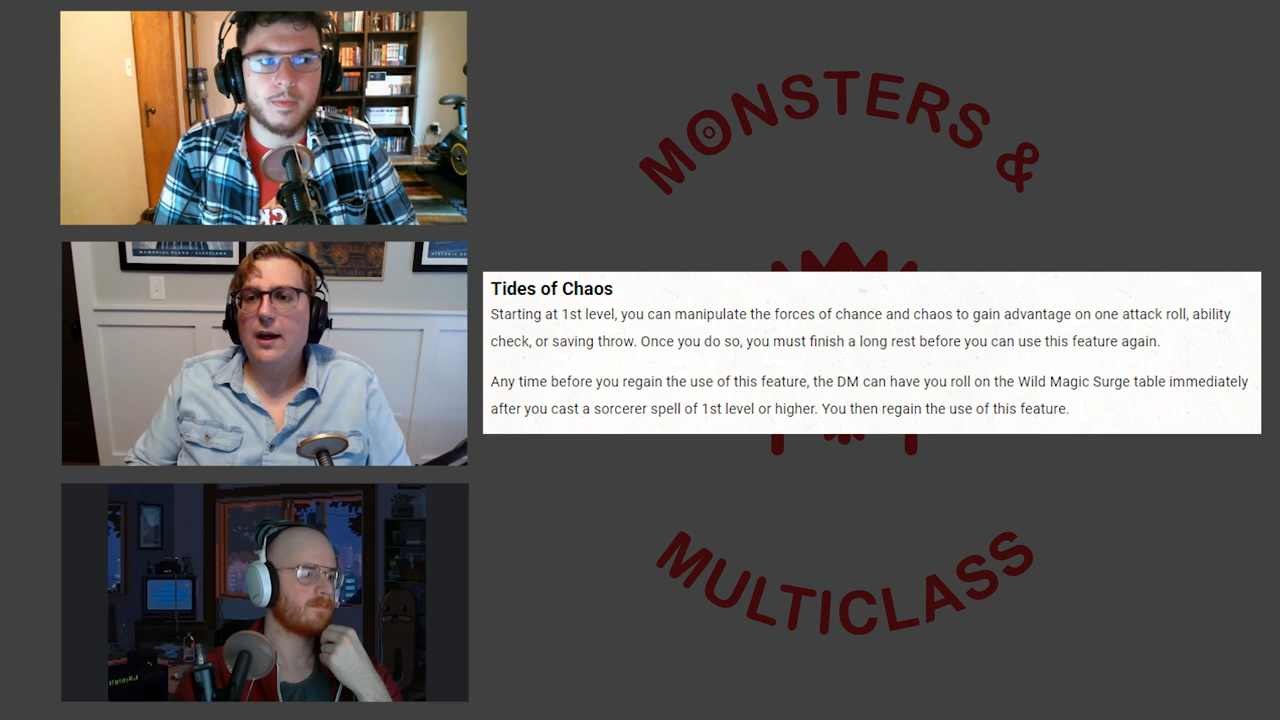 MONSTERS &
MEMORIAL PLAZA - CLEVELAND
Tides of Chaos
Starting at 1st level, you can manipulate the forces of chance and chaos to gain advantage on one attack roll, ability
check, or saving throw. Once you do so, you must finish a long rest before you can use this feature again.
Any time before you regain the use of this feature, the DM can have you roll on the Wild Magic Surge table immediately
after you cast a sorcerer spell of 1st level or higher. You then regain the use of this feature.
MULTICLASS